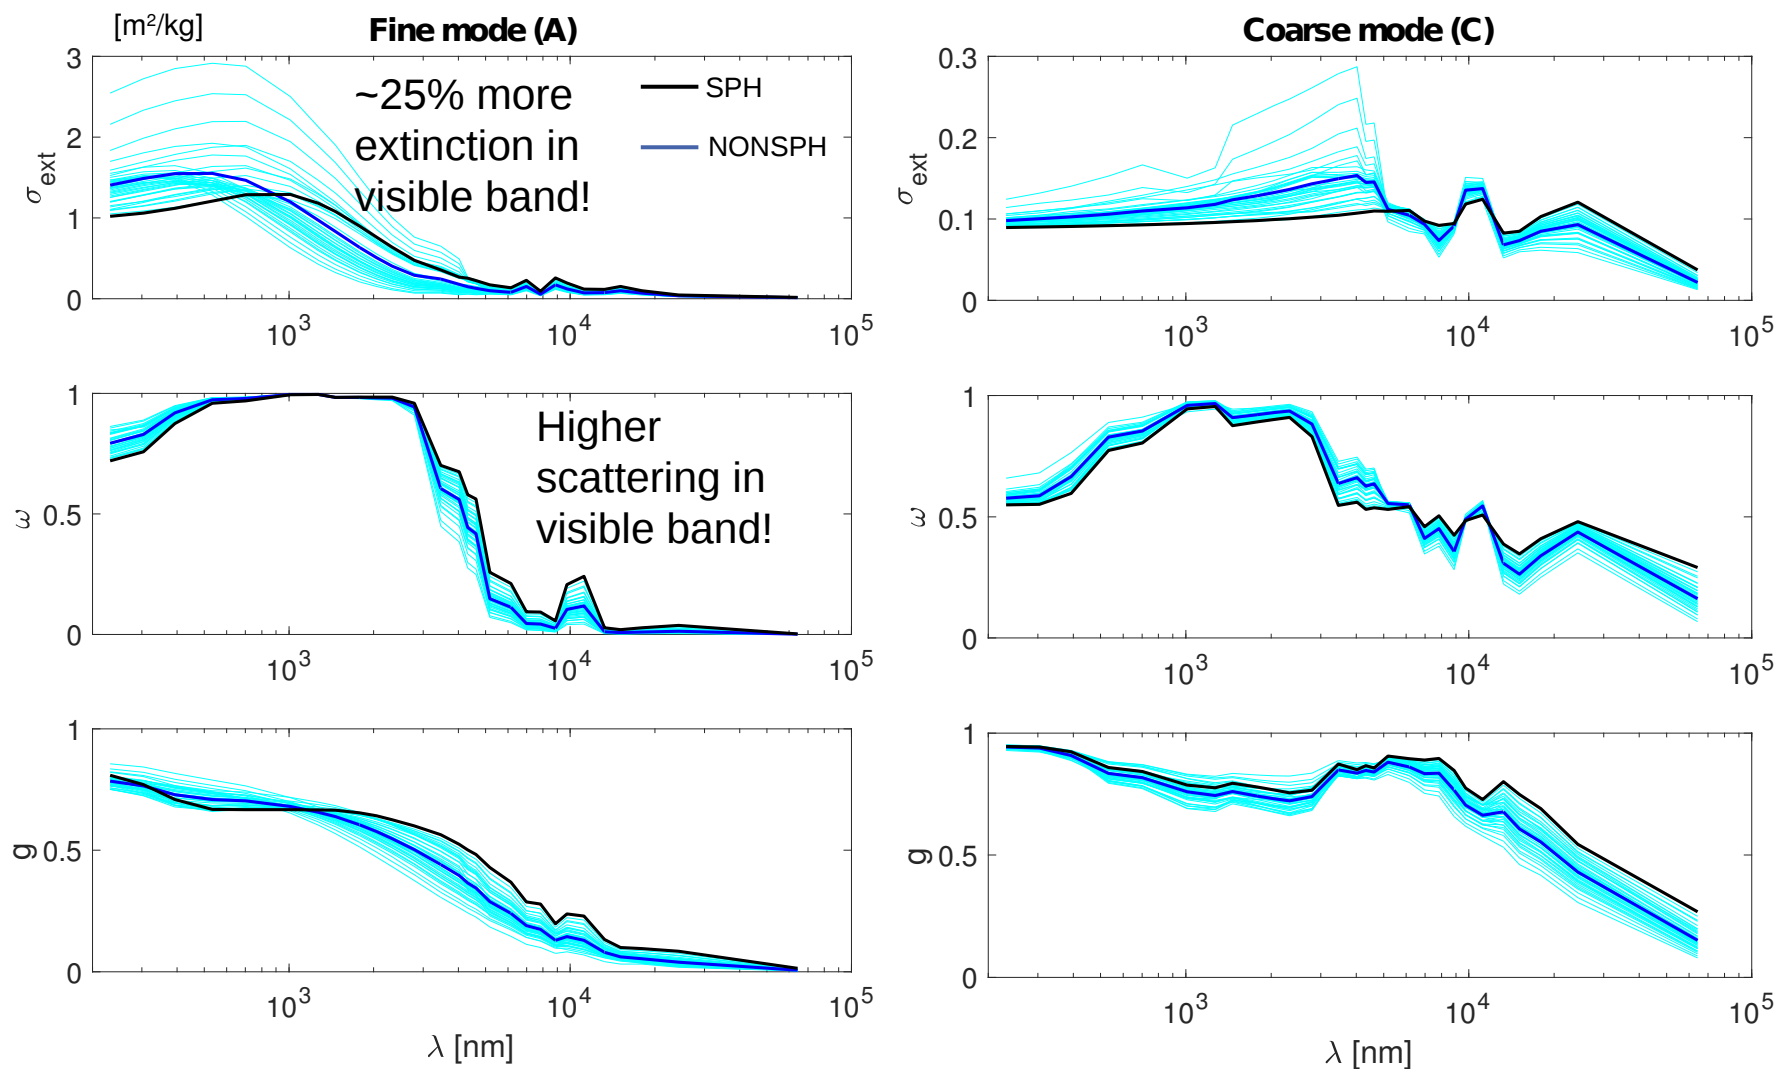 [m²/kg]
Fine mode (A)
Coarse mode (C)
3
2
1
0
σext
~25% more
extinction in
visible band!
SPH
NONSPH
10³
10⁴
10⁵
0.3
0.2
0.1
0
σext
10³
10⁴
10⁵
1
0.5
0
ω
Higher
scattering in
visible band!
10³
10⁴
10⁵
1
0.5
0
ω
10³
10⁴
10⁵
1
0.5
0
g
10³
10⁴
10⁵
λ [nm]
1
0.5
0
g
10³
10⁴
10⁵
λ [nm]